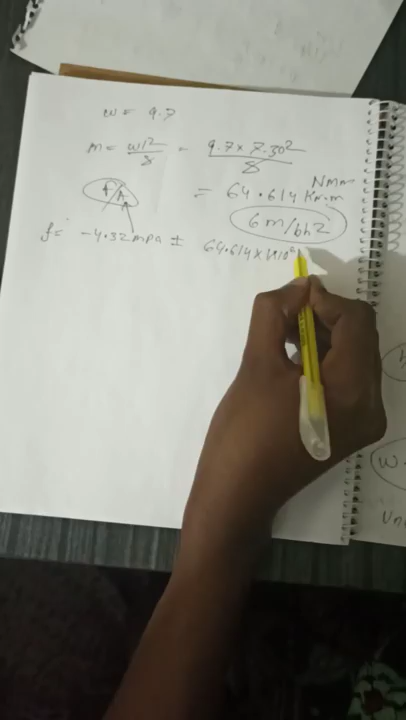 w = 9.7
M = wl²/8 = 9.7 x 7.30²/8
= 64.614 KN.m
Nmm
P/A
6m/bh2
f = -4.32 mpa ± 64.614 x 10⁶
W
Un